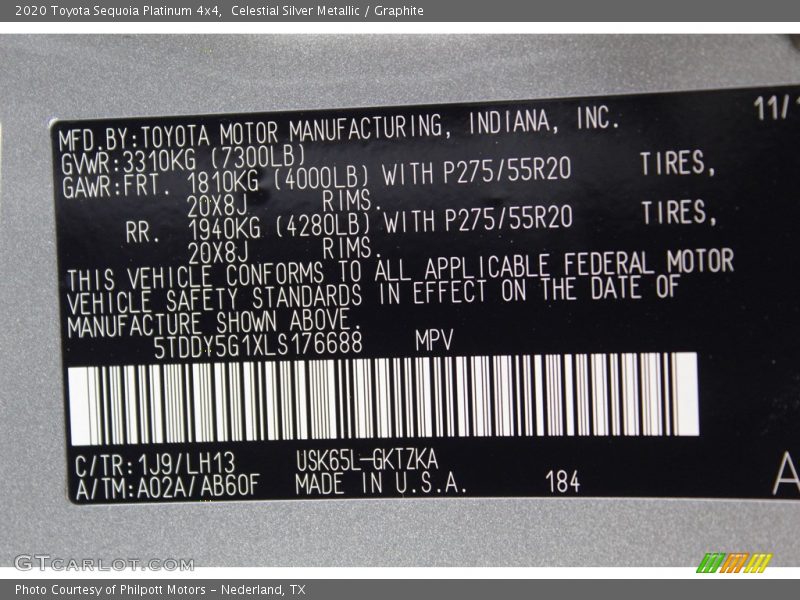 2020 Toyota Sequoia Platinum 4x4, Celestial Silver Metallic / Graphite
11/
MFD.BY:TOYOTA MOTOR MANUFACTURING, INDIANA, INC.
GVWR:3310KG (7300LB)
GAWR:FRT. 1810KG (4000LB) WITH P275/55R20 TIRES,
20X8J RIMS.
RR. 1940KG (4280LB) WITH P275/55R20 TIRES,
20X8J RIMS.
THIS VEHICLE CONFORMS TO ALL APPLICABLE FEDERAL MOTOR
VEHICLE SAFETY STANDARDS IN EFFECT ON THE DATE OF
MANUFACTURE SHOWN ABOVE.
5TDDY5G1XLS176688 MPV
C/TR:1J9/LH13 USK65L-GKTZKA
A/TM:A02A/AB60F MADE IN U.S.A. 184 A
GTCARLOT.COM
Photo Courtesy of Philpott Motors - Nederland, TX